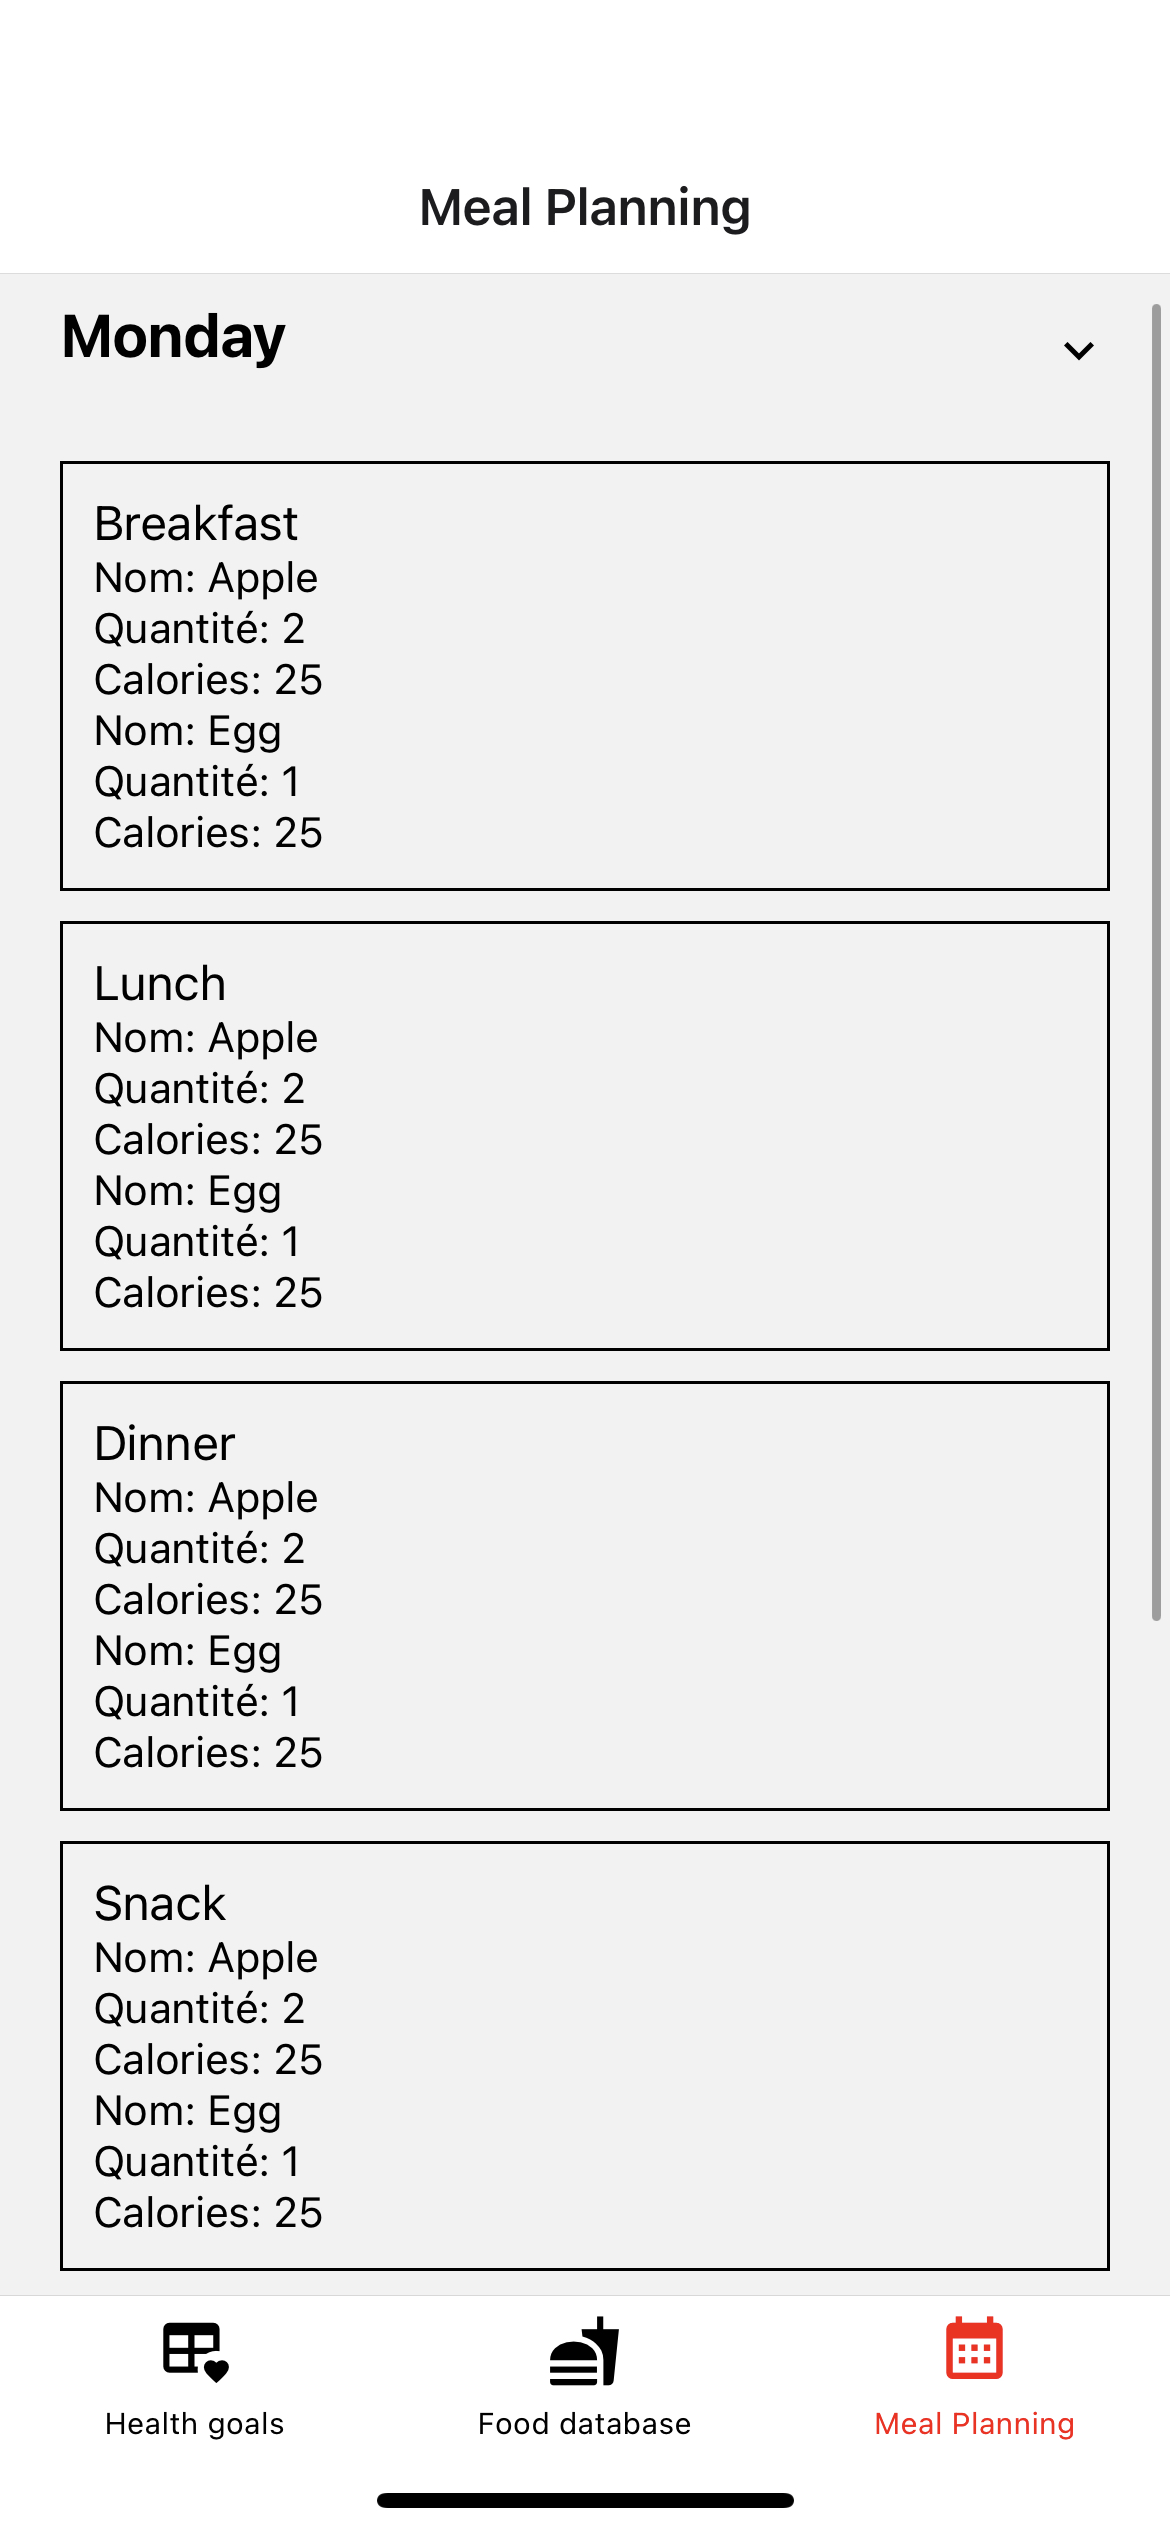 Meal Planning
Monday
Breakfast
Nom: Apple
Quantité: 2
Calories: 25
Nom: Egg
Quantité: 1
Calories: 25
Lunch
Nom: Apple
Quantité: 2
Calories: 25
Nom: Egg
Quantité: 1
Calories: 25
Dinner
Nom: Apple
Quantité: 2
Calories: 25
Nom: Egg
Quantité: 1
Calories: 25
Snack
Nom: Apple
Quantité: 2
Calories: 25
Nom: Egg
Quantité: 1
Calories: 25
Health goals
Food database
Meal Planning